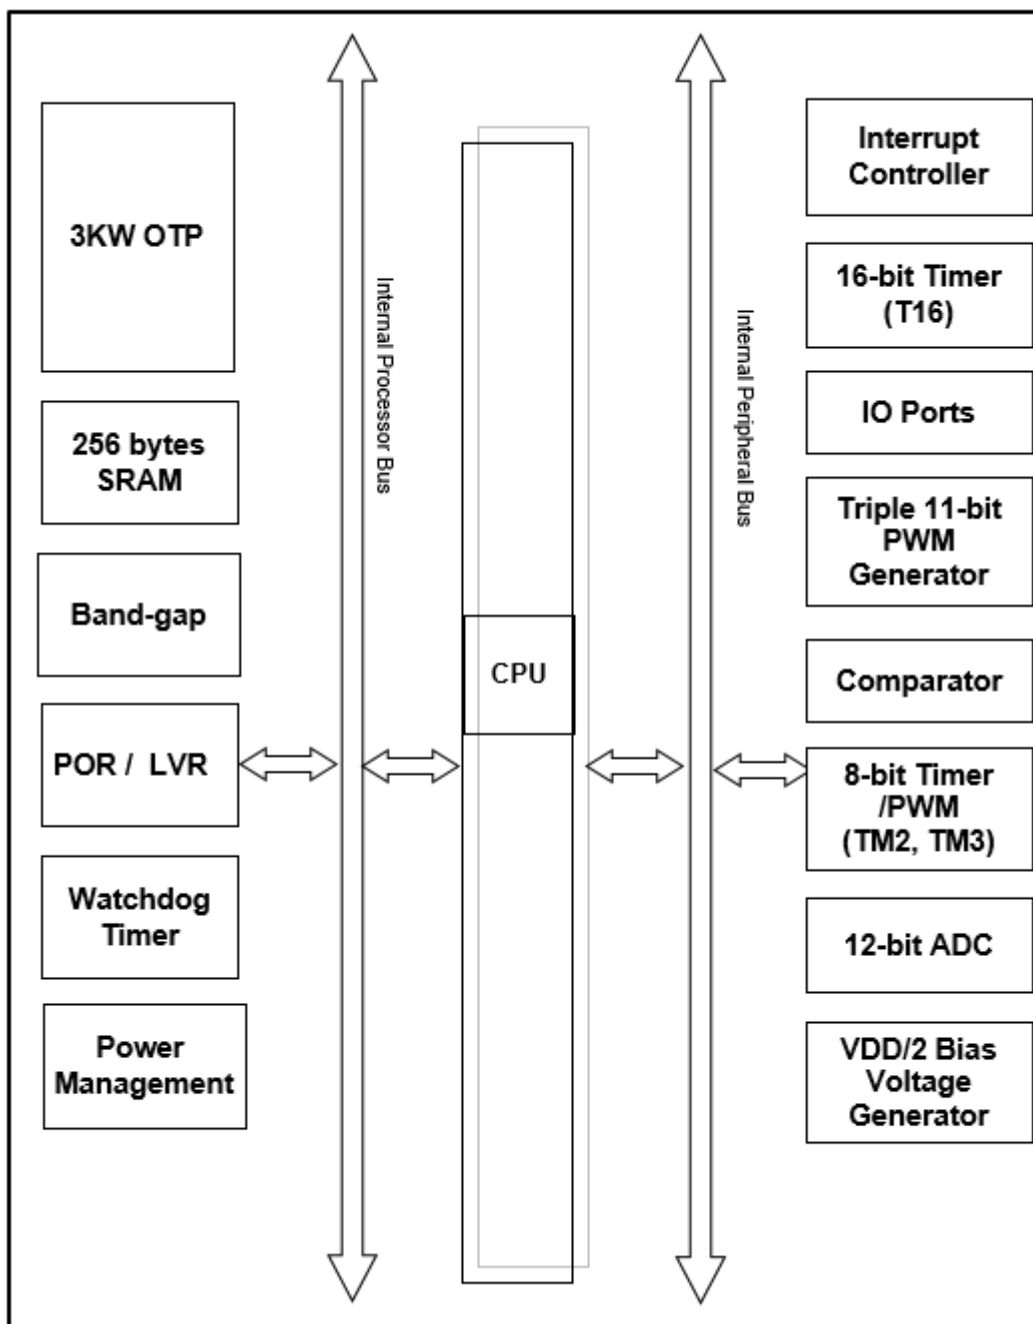 3KW OTP
256 bytes
SRAM
Band-gap
POR / LVR
Watchdog
Timer
Power
Management
Internal Processor Bus
CPU
Internal Peripheral Bus
Interrupt
Controller
16-bit Timer
(T16)
IO Ports
Triple 11-bit
PWM
Generator
Comparator
8-bit Timer
/PWM
(TM2, TM3)
12-bit ADC
VDD/2 Bias
Voltage
Generator